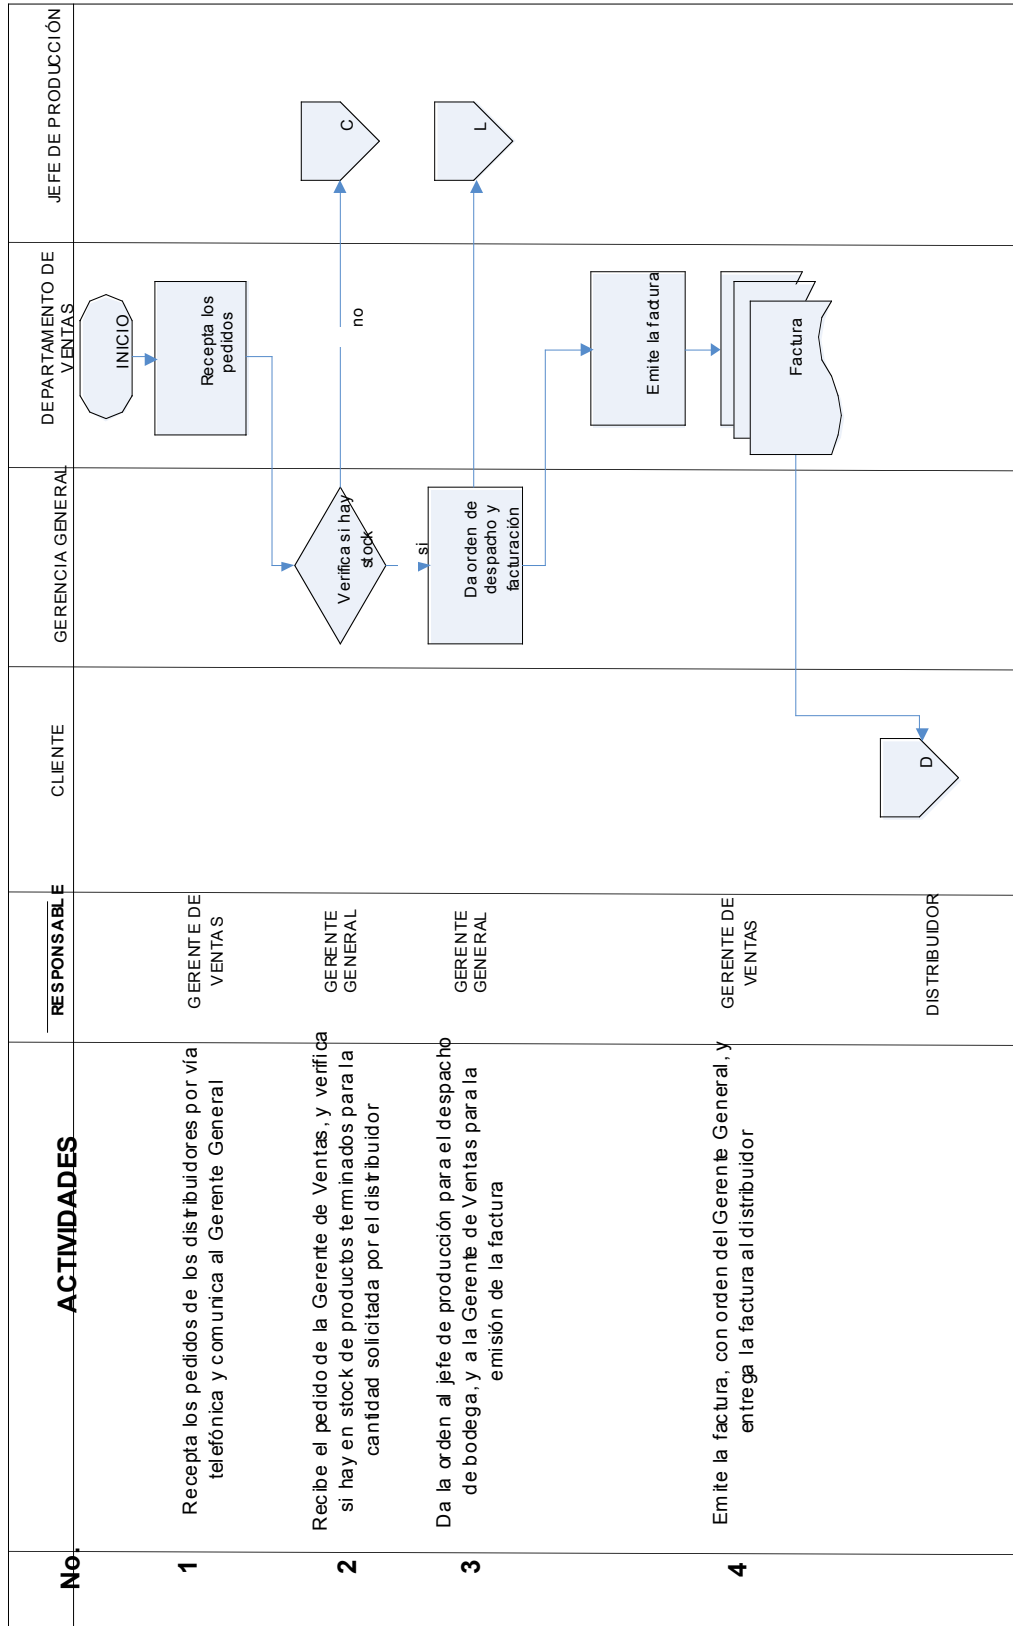 No.
ACTIVIDADES
RESPONSABLE
CLIENTE
GERENCIA GENERAL
DEPARTAMENTO DE
VENTAS
JEFE DE PRODUCCIÓN
INICIO
1
Recepta los pedidos de los distribuidores por vía
telefónica y comunica al Gerente General
GERENTE DE
VENTAS
Recepta los
pedidos
2
Recibe el pedido de la Gerente de Ventas, y verifica
si hay en stock de productos terminados para la
cantidad solicitada por el distribuidor
GERENTE
GENERAL
Verifica si hay
stock
no
C
si
3
Da la orden al jefe de producción para el despacho
de bodega, y a la Gerente de Ventas para la
emisión de la factura
GERENTE
GENERAL
Da orden de
despacho y
facturación
L
4
Emite la factura, con orden del Gerente General, y
entrega la factura al distribuidor
GERENTE DE
VENTAS
Emite la factura
Factura
DISTRIBUIDOR
D